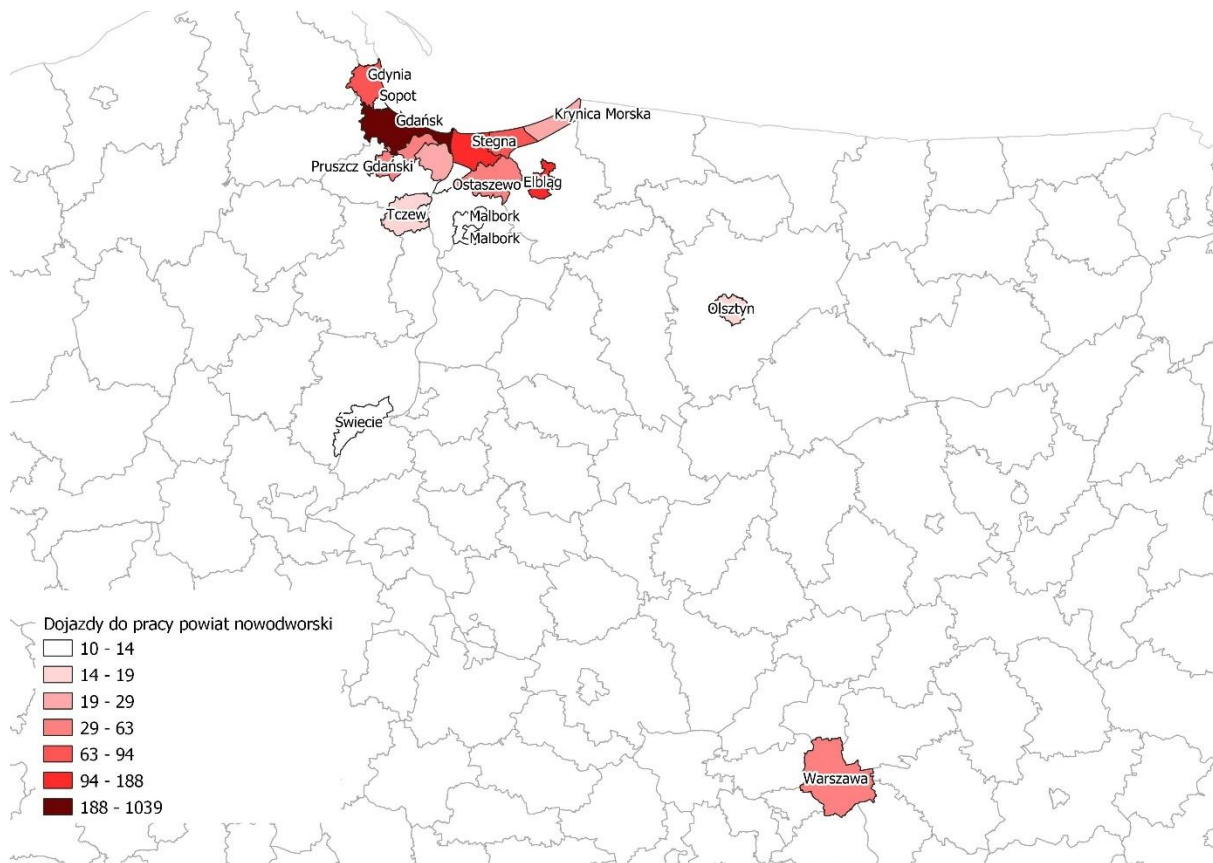 Gdynia
Sopot
Gdańsk
Krynica Morska
Stegna
Pruszcz Gdański
Ostaszewo
Elbląg
Tczew
Malbork
Malbork
Olsztyn
Świecie
Dojazdy do pracy powiat nowodworski
10 - 14
14 - 19
19 - 29
29 - 63
63 - 94
94 - 188
188 - 1039
Warszawa